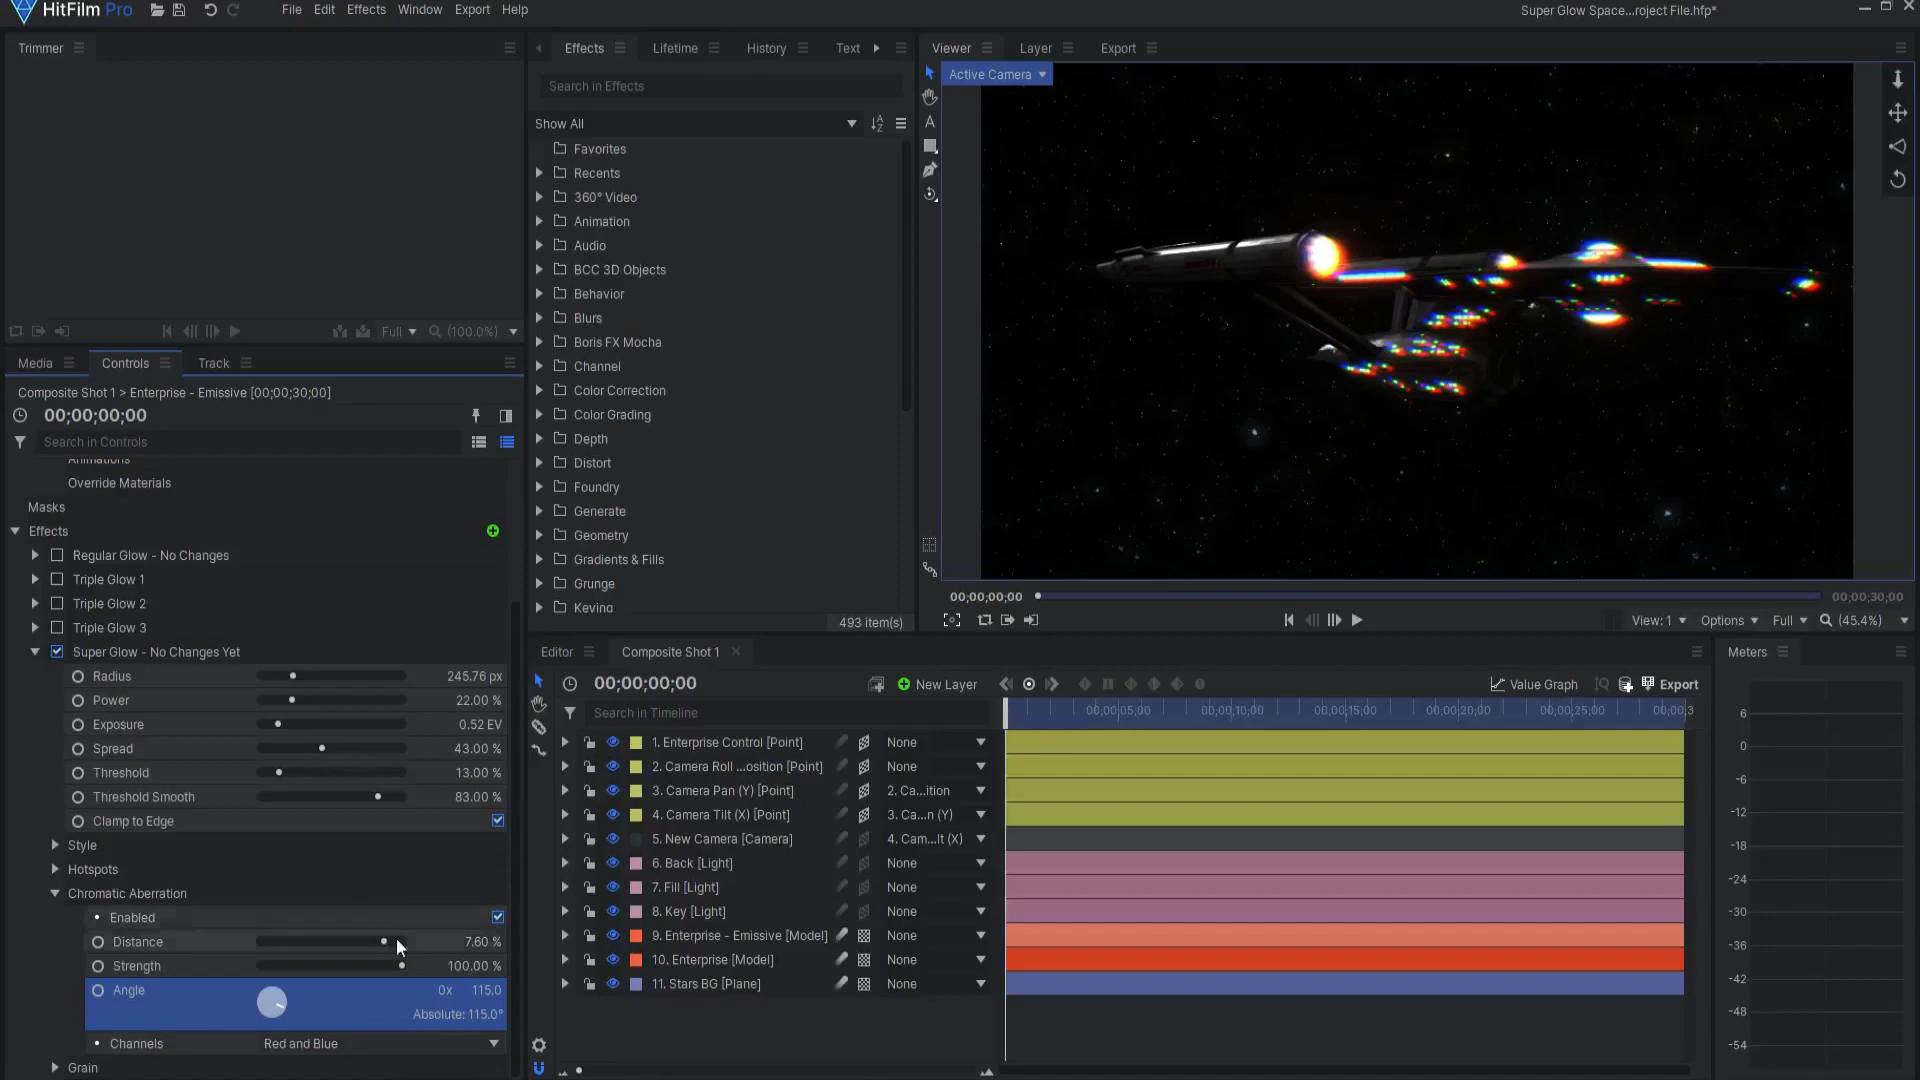 HitFilm Pro
File Edit Effects Window Export Help
Super Glow Space...roject File.hfp*
Trimmer
Effects Lifetime History Text
Viewer Layer Export
Search in Effects
Active Camera
Show All
Favorites
Recents
360° Video
Animation
Audio
BCC 3D Objects
Behavior
Blurs
Boris FX Mocha
Channel
Color Correction
Color Grading
Depth
Distort
Foundry
Generate
Geometry
Gradients & Fills
Grunge
Keying
493 item(s)
Full (100.0%)
Media Controls Track
Composite Shot 1 > Enterprise - Emissive [00;00;30;00]
00;00;00;00
Search in Controls
Animations
Override Materials
Masks
Effects
Regular Glow - No Changes
Triple Glow 1
Triple Glow 2
Triple Glow 3
Super Glow - No Changes Yet
Radius 245.76 px
Power 22.00 %
Exposure 0.52 EV
Spread 43.00 %
Threshold 13.00 %
Threshold Smooth 83.00 %
Clamp to Edge
Style
Hotspots
Chromatic Aberration
Enabled
Distance 7.60 %
Strength 100.00 %
Angle 0x 115.0
Absolute: 115.0°
Channels Red and Blue
Grain
00;00;00;00 00;00;30;00
View: 1 Options Full (45.4%)
Editor Composite Shot 1
00;00;00;00 New Layer Value Graph Export
Search in Timeline
00;00;05;00 00;00;10;00 00;00;15;00 00;00;20;00 00;00;25;00 00;00;3
1. Enterprise Control [Point] None
2. Camera Roll ...osition [Point] None
3. Camera Pan (Y) [Point] 2. Ca...ition
4. Camera Tilt (X) [Point] 3. Ca...n (Y)
5. New Camera [Camera] 4. Cam...lt (X)
6. Back [Light] None
7. Fill [Light] None
8. Key [Light] None
9. Enterprise - Emissive [Model] None
10. Enterprise [Model] None
11. Stars BG [Plane] None
Meters
6
0
-6
-12
-18
-24
-30
-36
-42
-48
-54